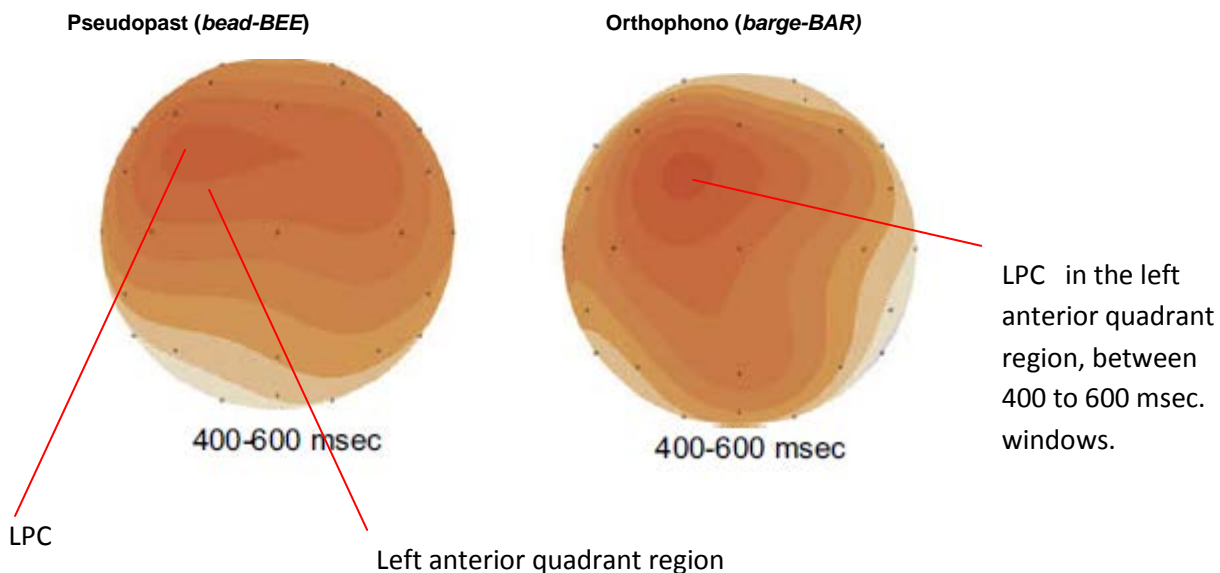 Pseudopast (bead-BEE)
Orthophono (barge-BAR)
LPC in the left
anterior quadrant
region, between
400 to 600 msec.
windows.
400-600 msec
400-600 msec
LPC
Left anterior quadrant region